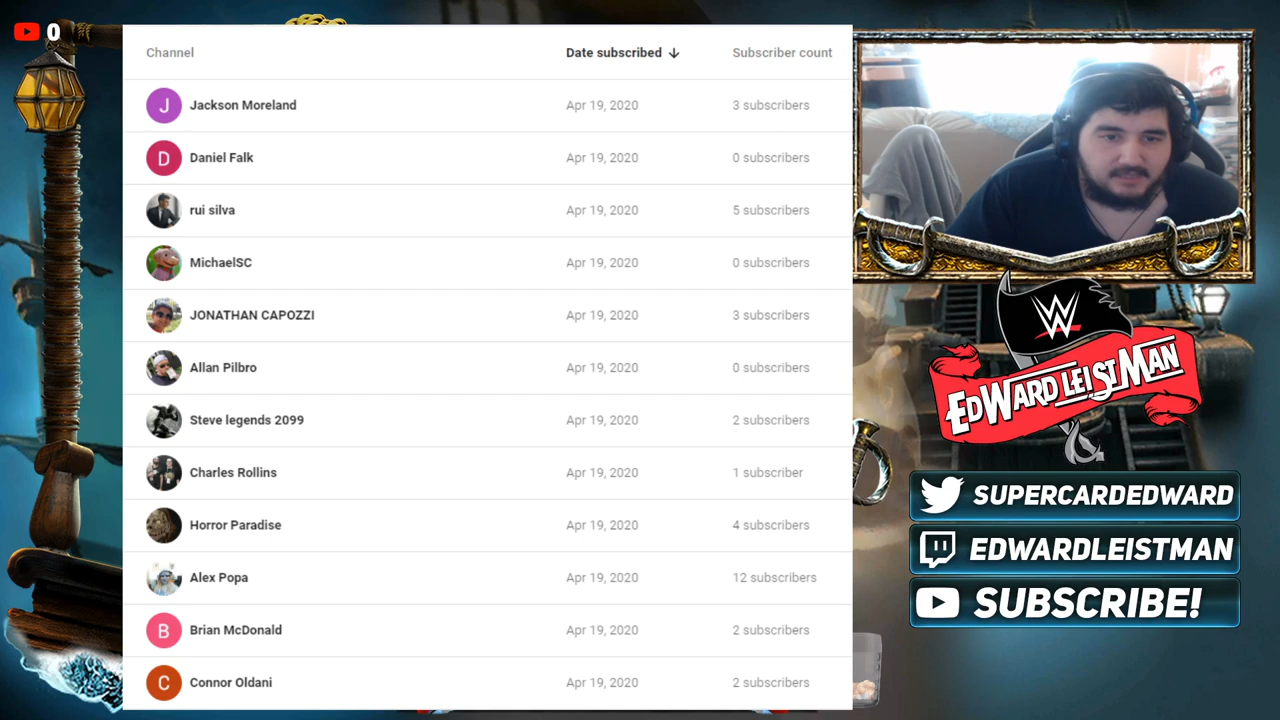 0
Channel Date subscribed Subscriber count
J Jackson Moreland Apr 19, 2020 3 subscribers
D Daniel Falk Apr 19, 2020 0 subscribers
rui silva Apr 19, 2020 5 subscribers
MichaelSC Apr 19, 2020 0 subscribers
JONATHAN CAPOZZI Apr 19, 2020 3 subscribers
Allan Pilbro Apr 19, 2020 0 subscribers
Steve legends 2099 Apr 19, 2020 2 subscribers
Charles Rollins Apr 19, 2020 1 subscriber
Horror Paradise Apr 19, 2020 4 subscribers
Alex Popa Apr 19, 2020 12 subscribers
B Brian McDonald Apr 19, 2020 2 subscribers
C Connor Oldani Apr 19, 2020 2 subscribers
W
EDWARD LEISTMAN
SUPERCARDEDWARD
EDWARDLEISTMAN
SUBSCRIBE!